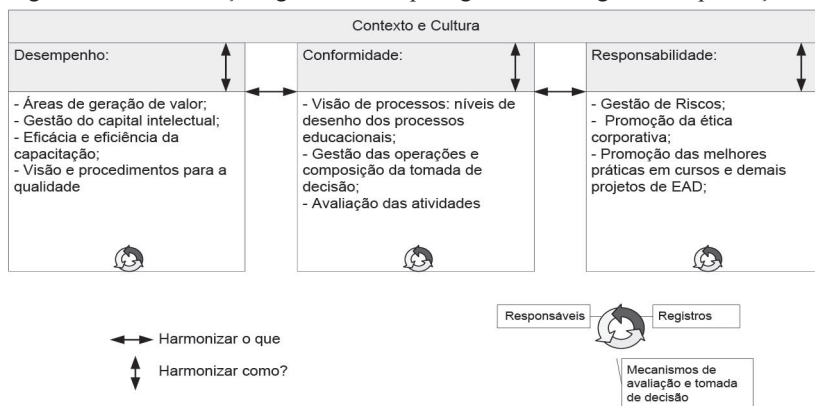 Contexto e Cultura
Desempenho:
- Áreas de geração de valor;
- Gestão do capital intelectual;
- Eficácia e eficiência da
capacitação;
- Visão e procedimentos para a
qualidade
Conformidade:
- Visão de processos: níveis de
desenho dos processos
educacionais;
- Gestão das operações e
composição da tomada de
decisão;
- Avaliação das atividades
Responsabilidade:
- Gestão de Riscos;
- Promoção da ética
corporativa;
- Promoção das melhores
práticas em cursos e demais
projetos de EAD;
Harmonizar o que
Harmonizar como?
Responsáveis
Registros
Mecanismos de
avaliação e tomada
de decisão